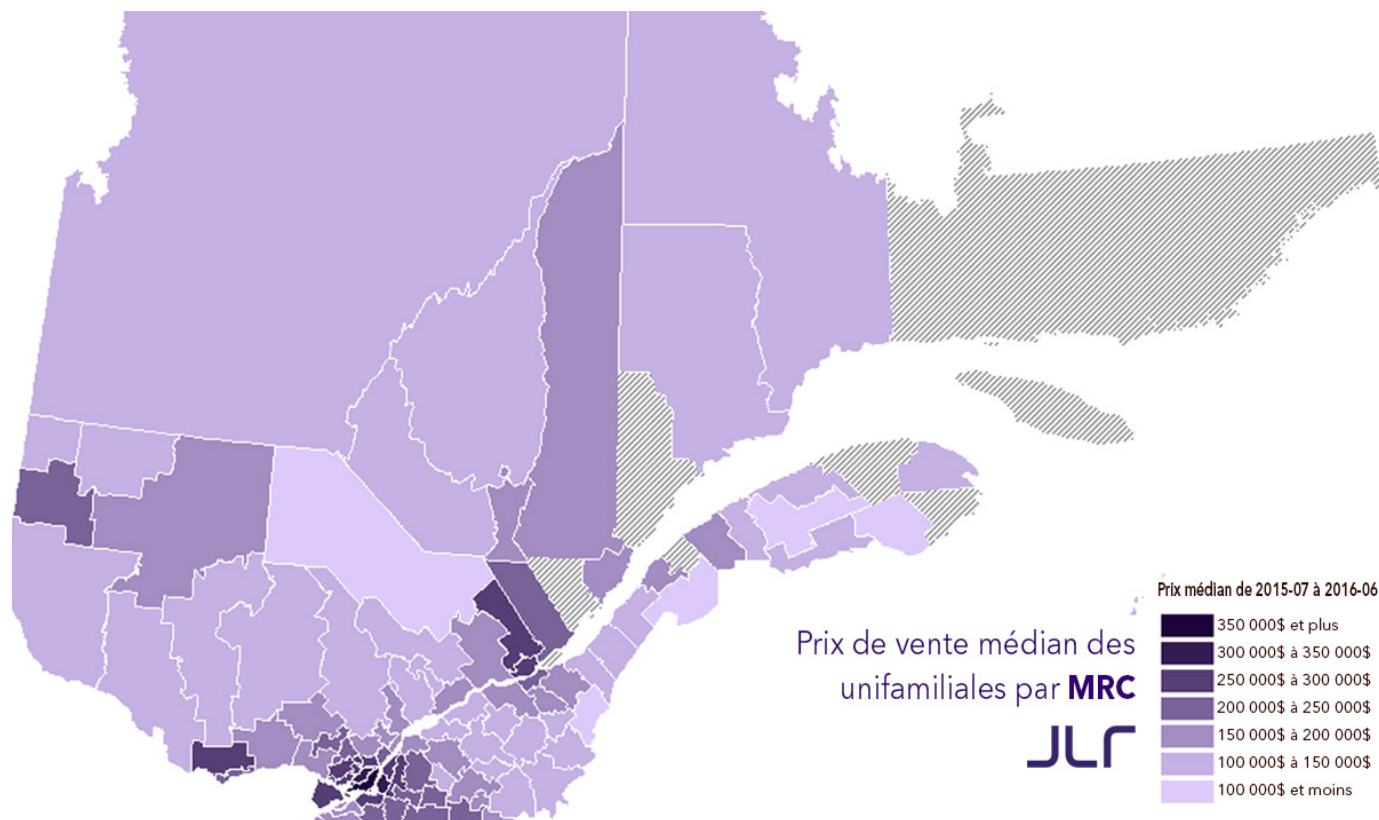 Prix médian de 2015-07 à 2016-06
350 000$ et plus
300 000$ à 350 000$
250 000$ à 300 000$
200 000$ à 250 000$
150 000$ à 200 000$
100 000$ à 150 000$
100 000$ et moins
Prix de vente médian des
unifamiliales par MRC
JLR